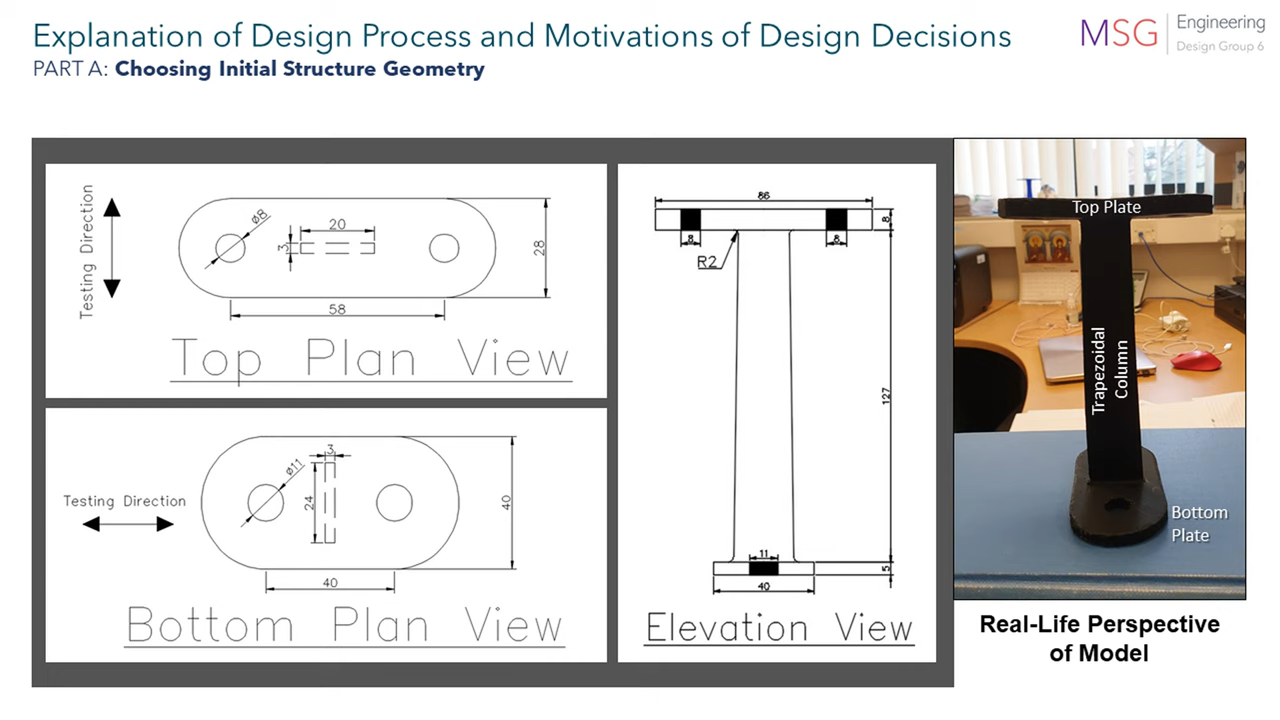 Explanation of Design Process and Motivations of Design Decisions
PART A: Choosing Initial Structure Geometry
MSG Engineering
Design Group 6
Testing Direction
ø8
3
20
28
58
Top Plan View
Testing Direction
ø11
3
24
40
40
Bottom Plan View
86
8
8
8
R2
127
11
5
40
Elevation View
Top Plate
Trapezoidal
Column
Bottom
Plate
Real-Life Perspective
of Model